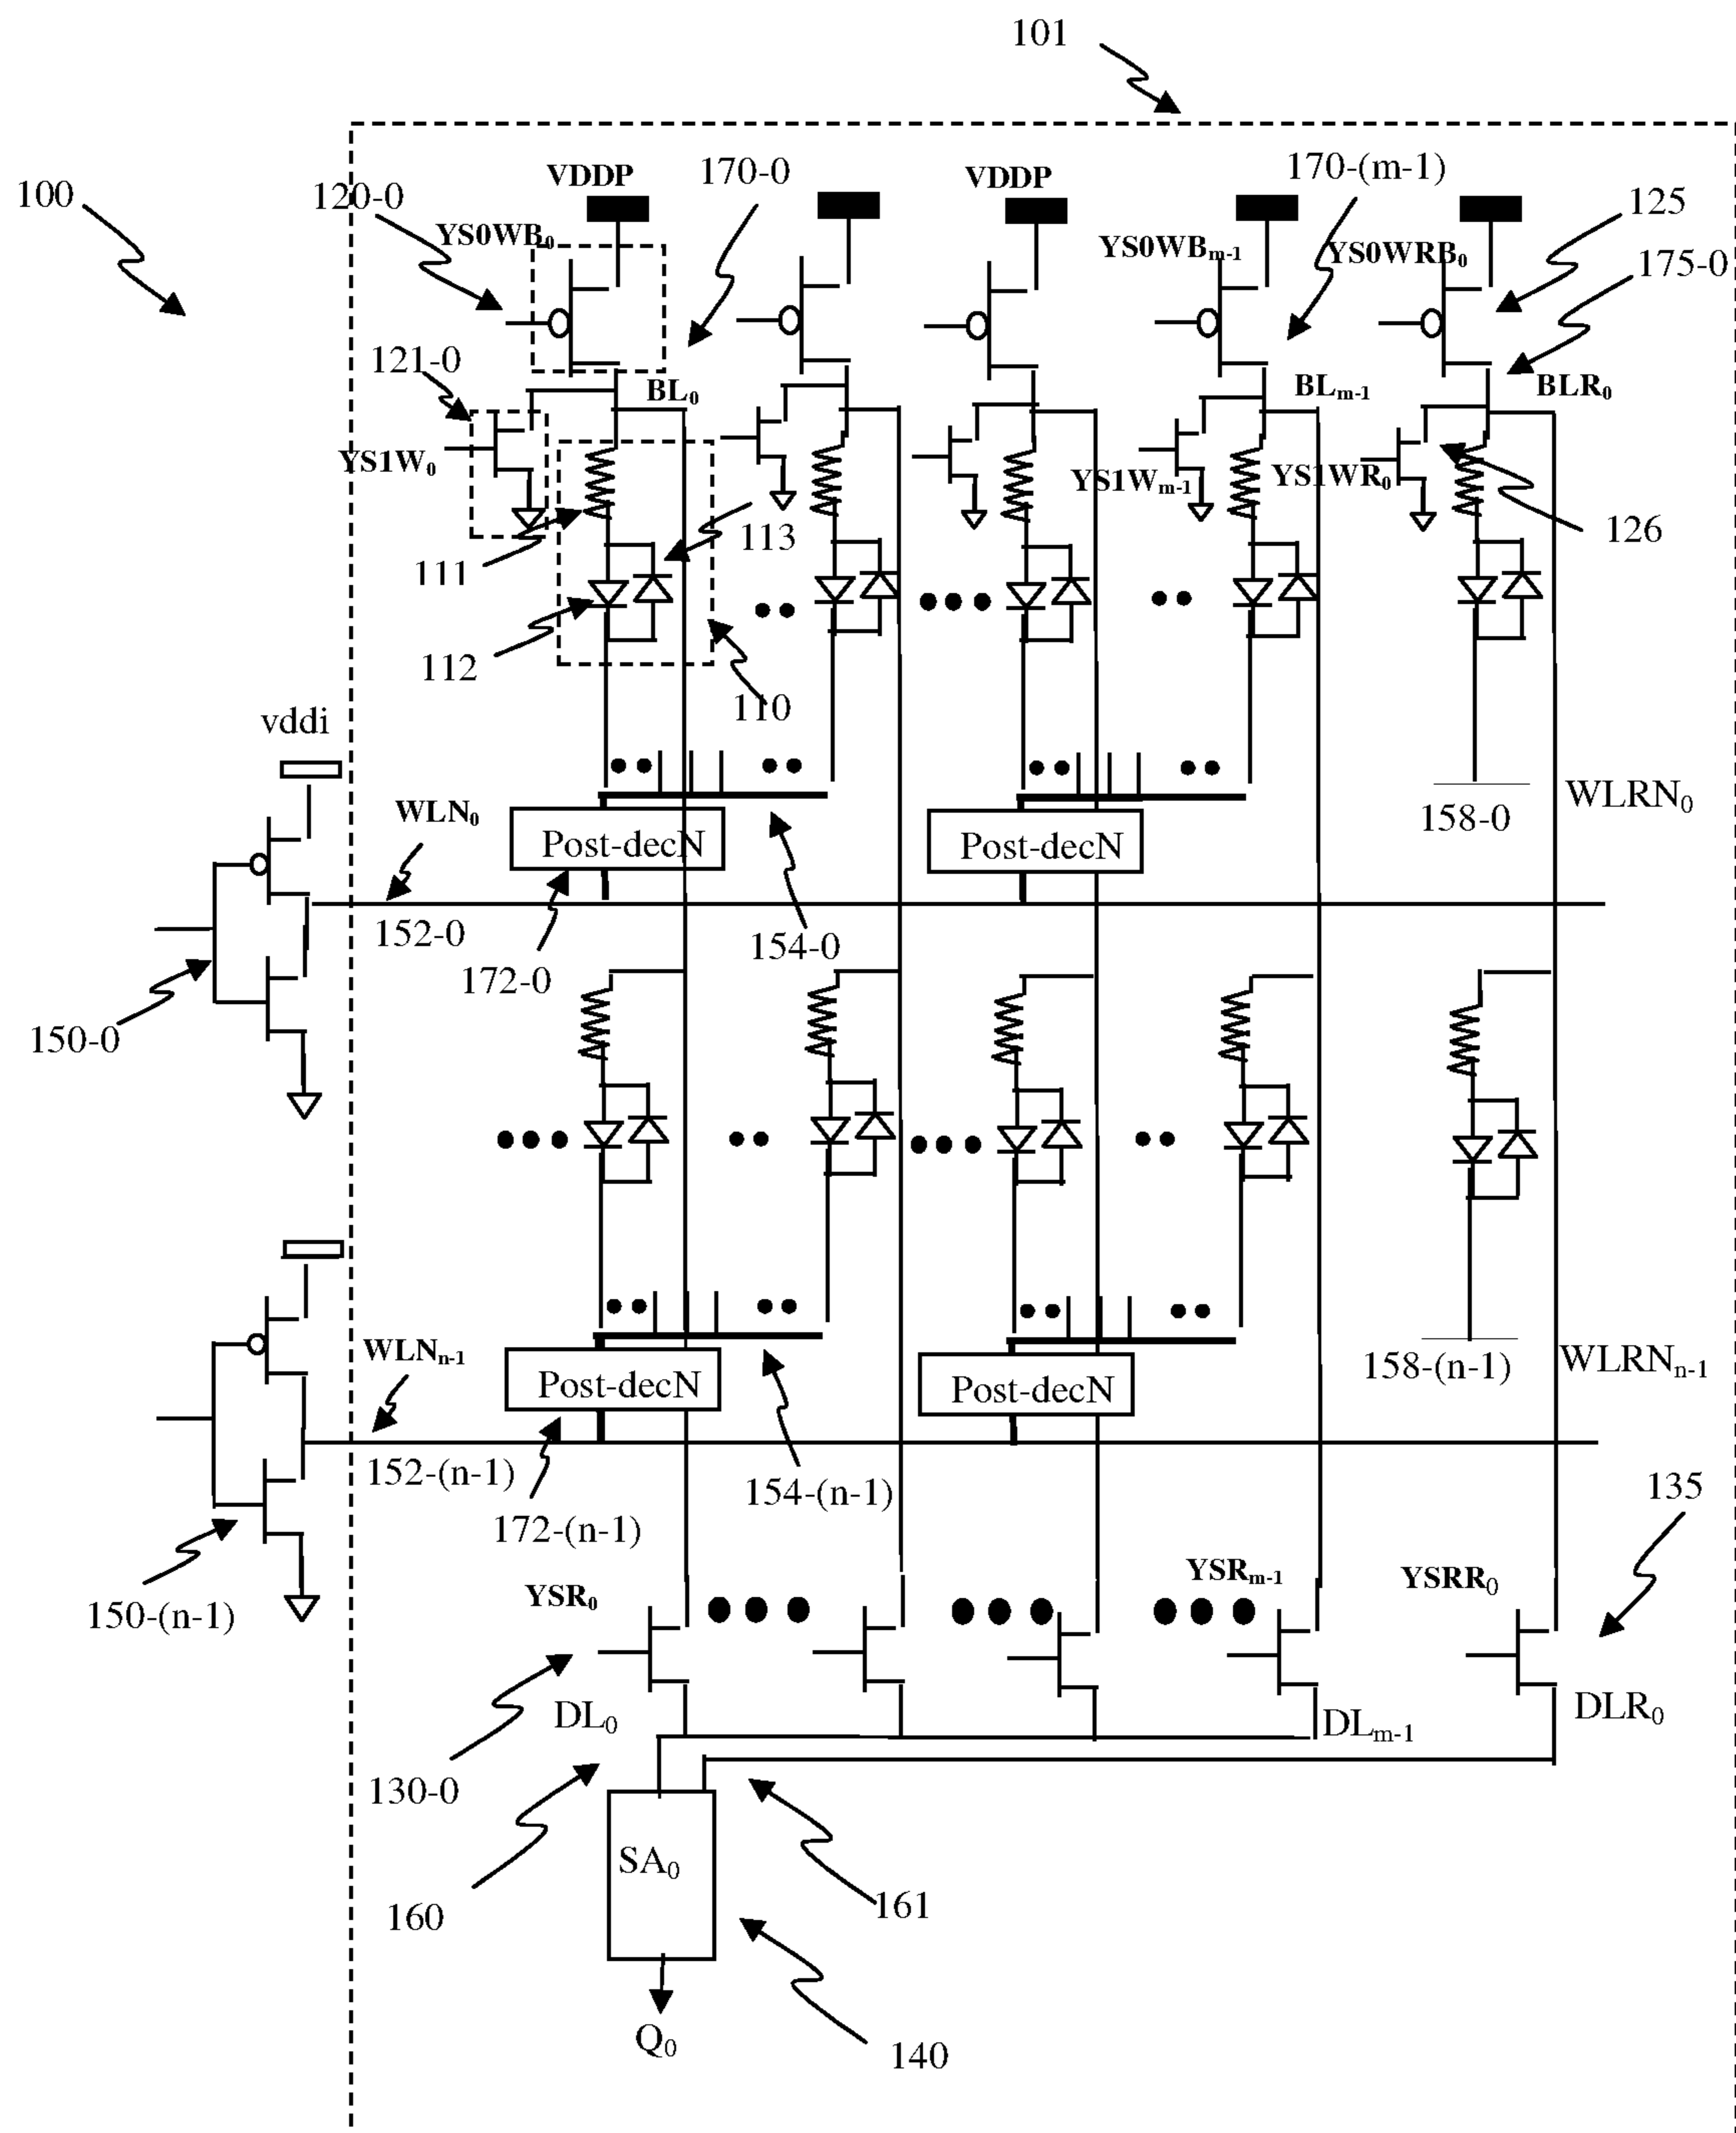 101
100
120-0
VDDP
170-0
VDDP
170-(m-1)
125
YS0WB₀
YS0WBₘ₋₁
YS0WRB₀
175-0
121-0
BL₀
BLₘ₋₁
BLR₀
YS1W₀
YS1Wₘ₋₁
YS1WR₀
111
113
126
112
110
vddi
WLN₀
Post-decN
Post-decN
158-0
WLRN₀
152-0
172-0
154-0
150-0
WLNₙ₋₁
Post-decN
Post-decN
158-(n-1)
WLRNₙ₋₁
152-(n-1)
172-(n-1)
154-(n-1)
135
150-(n-1)
YSR₀
YSRₘ₋₁
YSRR₀
DL₀
DLₘ₋₁
DLR₀
130-0
SA₀
160
161
Q₀
140